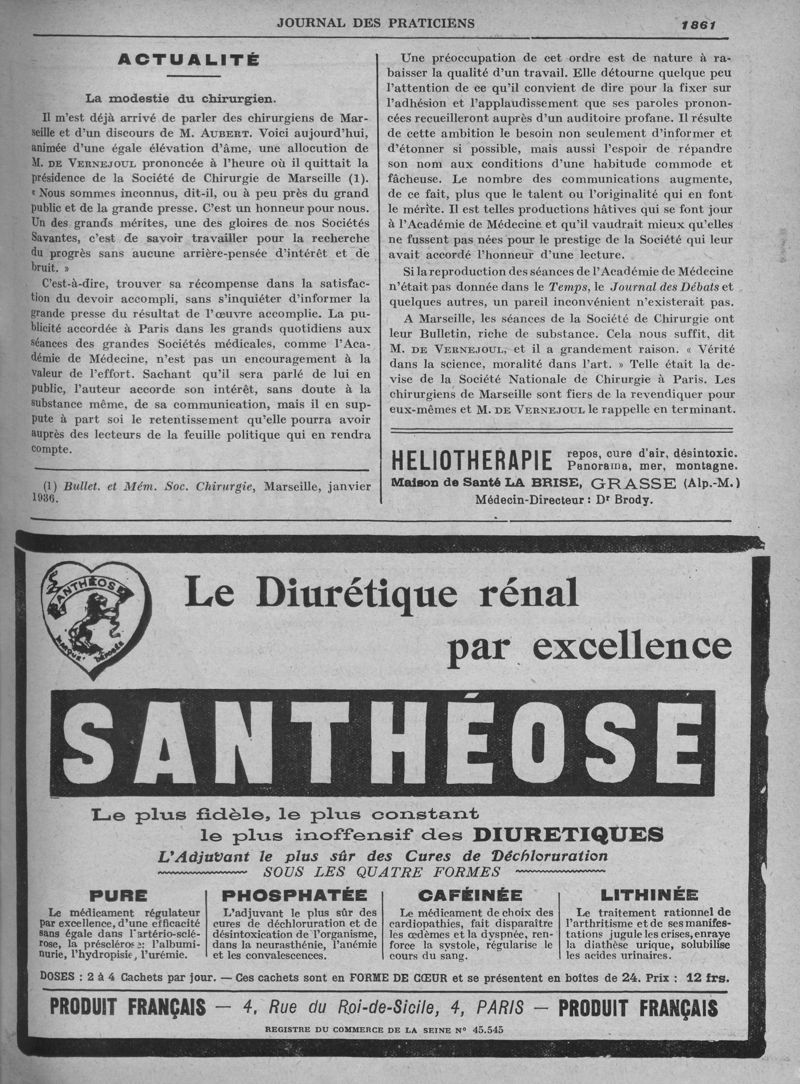 JOURNAL DES PRATICIENS
1861
ACTUALITÉ
La modestie du chirurgien.
Il m'est déjà arrivé de parler des chirurgiens de Mar-
seille et d'un discours de M. AUBERT. Voici aujourd'hui,
animée d'une égale élévation d'âme, une allocution de
M. DE VERNEJOUL prononcée à l'heure où il quittait la
présidence de la Société de Chirurgie de Marseille (1).
« Nous sommes inconnus, dit-il, ou à peu près du grand
public et de la grande presse. C'est un honneur pour nous.
Un des grands mérites, une des gloires de nos Sociétés
Savantes, c'est de savoir travailler pour la recherche
du progrès sans aucune arrière-pensée d'intérêt et de
bruit. »
C'est-à-dire, trouver sa récompense dans la satisfac-
tion du devoir accompli, sans s'inquiéter d'informer la
grande presse du résultat de l'œuvre accomplie. La pu-
blicité accordée à Paris dans les grands quotidiens aux
séances des grandes Sociétés médicales, comme l'Aca-
démie de Médecine, n'est pas un encouragement à la
valeur de l'effort. Sachant qu'il sera parlé de lui en
public, l'auteur accorde son intérêt, sans doute à la
substance même, de sa communication, mais il en sup-
pute à part soi le retentissement qu'elle pourra avoir
auprès des lecteurs de la feuille politique qui en rendra
compte.
(1) Bullet. et Mém. Soc. Chirurgie, Marseille, janvier
1936.
Une préoccupation de cet ordre est de nature à ra-
baisser la qualité d'un travail. Elle détourne quelque peu
l'attention de ce qu'il convient de dire pour la fixer sur
l'adhésion et l'applaudissement que ses paroles pronon-
cées recueilleront auprès d'un auditoire profane. Il résulte
de cette ambition le besoin non seulement d'informer et
d'étonner si possible, mais aussi l'espoir de répandre
son nom aux conditions d'une habitude commode et
fâcheuse. Le nombre des communications augmente,
de ce fait, plus que le talent ou l'originalité qui en font
le mérite. Il est telles productions hâtives qui se font jour
à l'Académie de Médecine et qu'il vaudrait mieux qu'elles
ne fussent pas nées pour le prestige de la Société qui leur
avait accordé l'honneur d'une lecture.
Si la reproduction des séances de l'Académie de Médecine
n'était pas donnée dans le Temps, le Journal des Débats et
quelques autres, un pareil inconvénient n'existerait pas.
A Marseille, les séances de la Société de Chirurgie ont
leur Bulletin, riche de substance. Cela nous suffit, dit
M. DE VERNEJOUL, et il a grandement raison. « Vérité
dans la science, moralité dans l'art. » Telle était la de-
vise de la Société Nationale de Chirurgie à Paris. Les
chirurgiens de Marseille sont fiers de la revendiquer pour
eux-mêmes et M. DE VERNEJOUL le rappelle en terminant.
HELIOTHERAPIE repos, cure d'air, désintoxic.
Panorama, mer, montagne.
Maison de Santé LA BRISE, GRASSE (Alp.-M.)
Médecin-Directeur : Dr Brody.
SANTHÉOSE
MARQUE DÉPOSÉE
Le Diurétique rénal
par excellence
SANTHÉOSE
Le plus fidèle, le plus constant
le plus inoffensif des DIURETIQUES
L'Adjuvant le plus sûr des Cures de Déchloruration
SOUS LES QUATRE FORMES
PURE
Le médicament régulateur
par excellence, d'une efficacité
sans égale dans l'artério-sclé-
rose, la présclérose: l'albumi-
nurie, l'hydropisie, l'urémie.
PHOSPHATÉE
L'adjuvant le plus sûr des
cures de déchloruration et de
désintoxication de l'organisme,
dans la neurasthénie, l'anémie
et les convalescences.
CAFÉINÉE
Le médicament de choix des
cardiopathies, fait disparaître
les œdèmes et la dyspnée, ren-
force la systole, régularise le
cours du sang.
LITHINÉE
Le traitement rationnel de
l'arthritisme et de ses manifes-
tations jugule les crises, enraye
la diathèse urique, solubilise
les acides urinaires.
DOSES : 2 à 4 Cachets par jour. — Ces cachets sont en FORME DE CŒUR et se présentent en boîtes de 24. Prix : 12 frs.
PRODUIT FRANÇAIS — 4, Rue du Roi-de-Sicile, 4, PARIS — PRODUIT FRANÇAIS
REGISTRE DU COMMERCE DE LA SEINE No 45.545